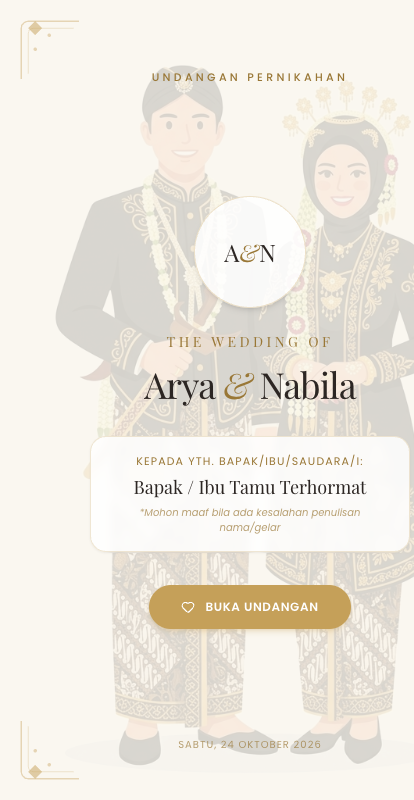 UNDANGAN PERNIKAHAN
A&N
THE WEDDING OF
Arya & Nabila
KEPADA YTH. BAPAK/IBU/SAUDARA/I:
Bapak / Ibu Tamu Terhormat
*Mohon maaf bila ada kesalahan penulisan
nama/gelar
BUKA UNDANGAN
SABTU, 24 OKTOBER 2026